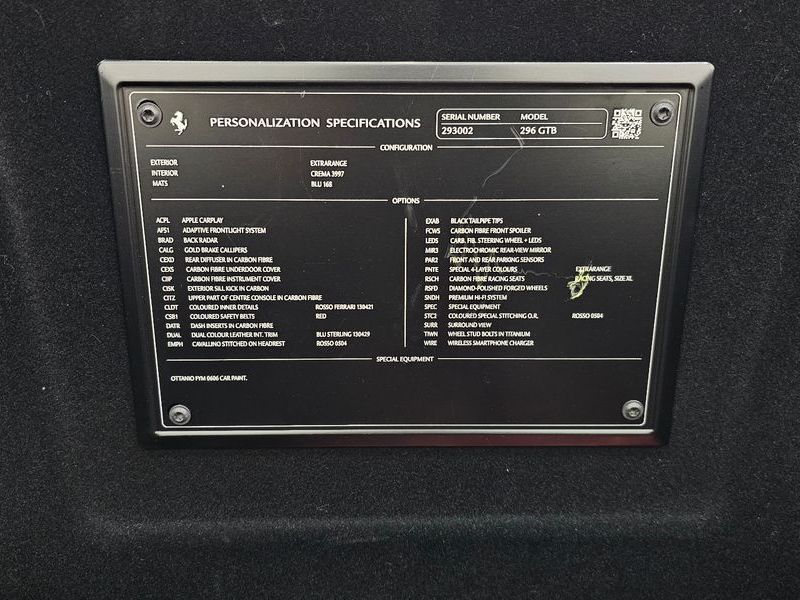 PERSONALIZATION SPECIFICATIONS
SERIAL NUMBER MODEL
293002 296 GTB
CONFIGURATION
EXTERIOR EXTRARANGE
INTERIOR CREMA 3997
MATS BLU 168
OPTIONS
ACPL APPLE CARPLAY
AFS1 ADAPTIVE FRONTLIGHT SYSTEM
BRAD BACK RADAR
CALG GOLD BRAKE CALLIPERS
CEXD REAR DIFFUSER IN CARBON FIBRE
CEXS CARBON FIBRE UNDERDOOR COVER
CIIP CARBON FIBRE INSTRUMENT COVER
CISK EXTERIOR SILL KICK IN CARBON
CITZ UPPER PART OF CENTRE CONSOLE IN CARBON FIBRE
CLDT COLOURED INNER DETAILS ROSSO FERRARI 130421
CSB1 COLOURED SAFETY BELTS RED
DATR DASH INSERTS IN CARBON FIBRE
DUAL DUAL COLOUR LEATH INT. TRIM BLU STERLING 130429
EMPH CAVALLINO STITCHED ON HEADREST ROSSO 0504
EXAB BLACK TAILPIPE TIPS
FCWS CARBON FIBRE FRONT SPOILER
LEDS CARB. FIB. STEERING WHEEL + LEDS
MIR3 ELECTROCHROMIC REAR-VIEW MIRROR
PAR2 FRONT AND REAR PARKING SENSORS
PNTE SPECIAL 4-LAYER COLOURS EXTRARANGE
RSCH CARBON FIBRE RACING SEATS RACING SEATS, SIZE XL
RSFD DIAMOND-POLISHED FORGED WHEELS
SNDH PREMIUM HI-FI SYSTEM
SPEC SPECIAL EQUIPMENT
STC2 COLOURED SPECIAL STITCHING O.R. ROSSO 0504
SURR SURROUND VIEW
TIWN WHEEL STUD BOLTS IN TITANIUM
WIRE WIRELESS SMARTPHONE CHARGER
SPECIAL EQUIPMENT
OTTANIO FYM 0606 CAR PAINT.